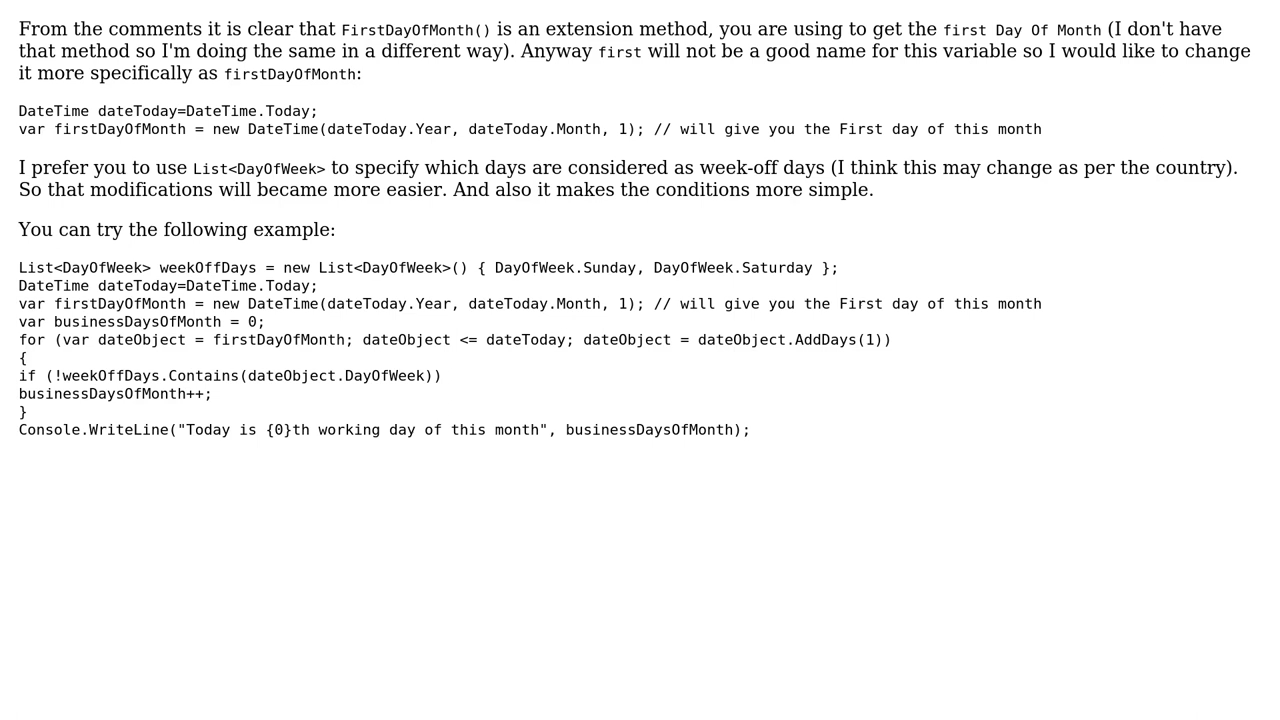 From the comments it is clear that FirstDayOfMonth() is an extension method, you are using to get the first Day Of Month (I don't have
that method so I'm doing the same in a different way). Anyway first will not be a good name for this variable so I would like to change
it more specifically as firstDayOfMonth:
DateTime dateToday=DateTime.Today;
var firstDayOfMonth = new DateTime(dateToday.Year, dateToday.Month, 1); // will give you the First day of this month
I prefer you to use List<DayOfWeek> to specify which days are considered as week-off days (I think this may change as per the country).
So that modifications will became more easier. And also it makes the conditions more simple.
You can try the following example:
List<DayOfWeek> weekOffDays = new List<DayOfWeek>() { DayOfWeek.Sunday, DayOfWeek.Saturday };
DateTime dateToday=DateTime.Today;
var firstDayOfMonth = new DateTime(dateToday.Year, dateToday.Month, 1); // will give you the First day of this month
var businessDaysOfMonth = 0;
for (var dateObject = firstDayOfMonth; dateObject <= dateToday; dateObject = dateObject.AddDays(1))
{
if (!weekOffDays.Contains(dateObject.DayOfWeek))
businessDaysOfMonth++;
}
Console.WriteLine("Today is {0}th working day of this month", businessDaysOfMonth);